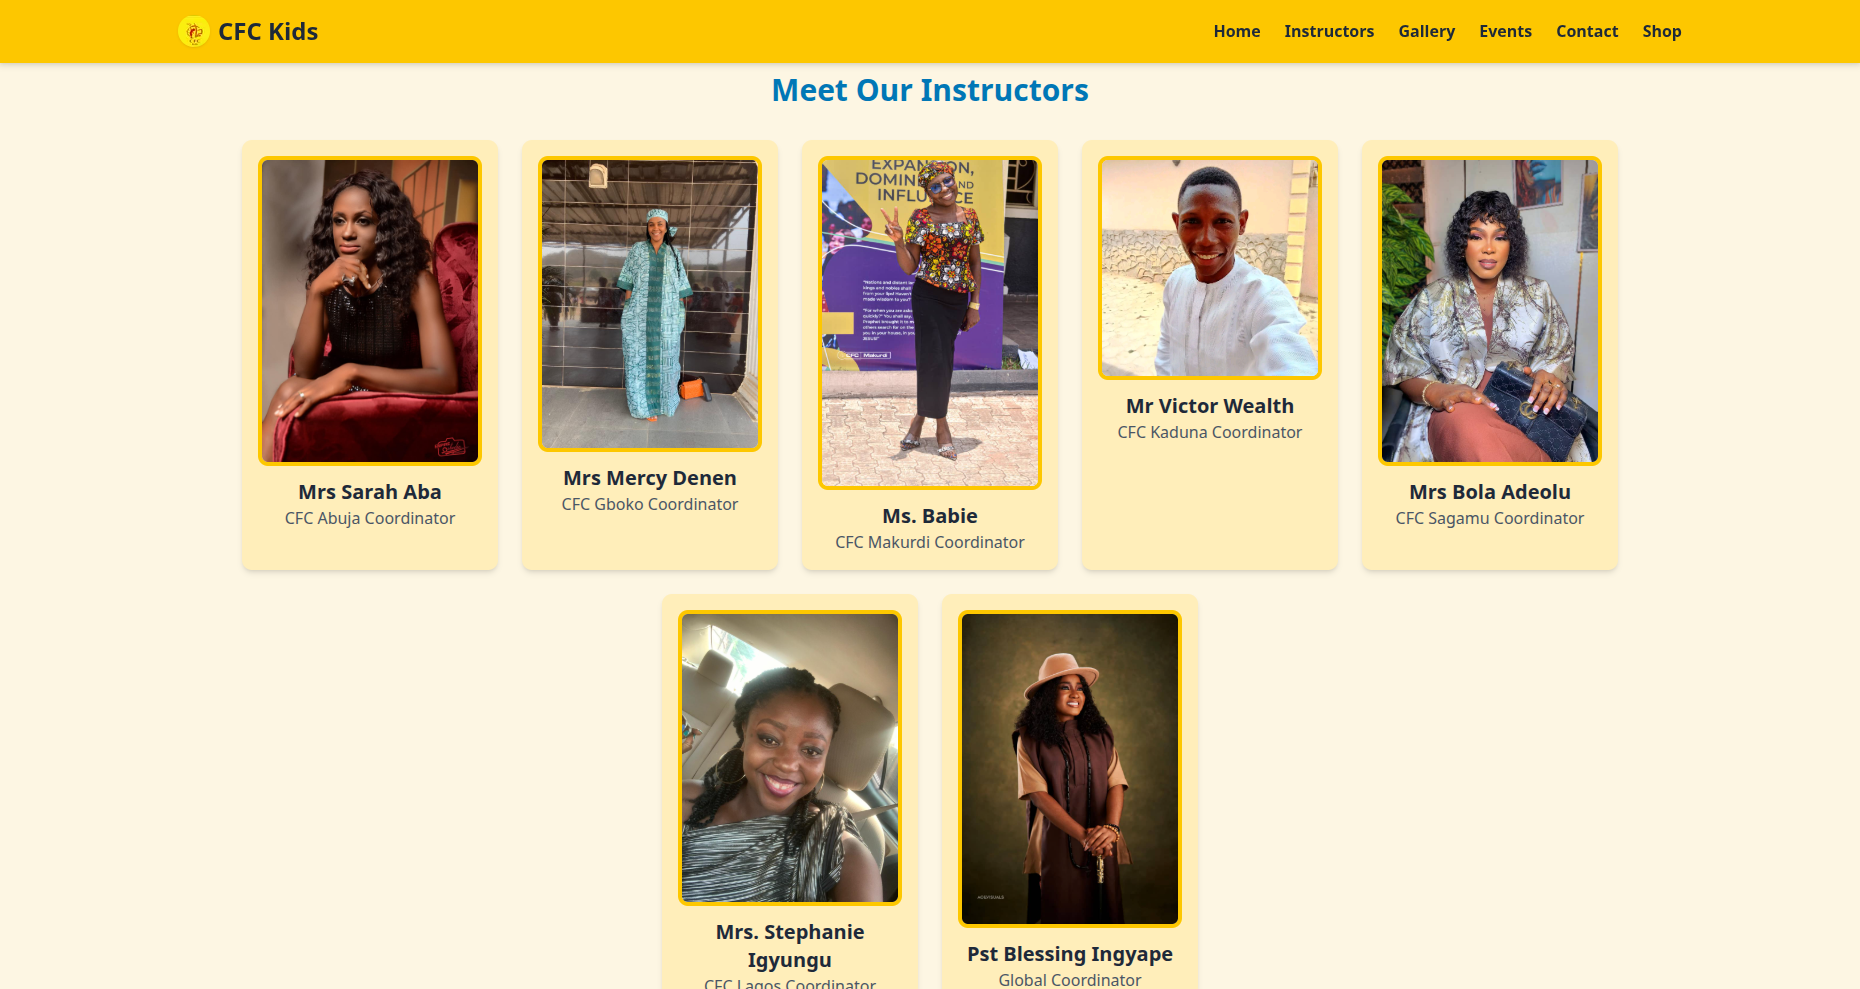 CFC Kids
Home Instructors Gallery Events Contact Shop
Meet Our Instructors
EXPANSION,
DOMINION AND
INFLUENCE
CFC Makurdi
Mrs Sarah Aba
CFC Abuja Coordinator
Mrs Mercy Denen
CFC Gboko Coordinator
Ms. Babie
CFC Makurdi Coordinator
Mr Victor Wealth
CFC Kaduna Coordinator
Mrs Bola Adeolu
CFC Sagamu Coordinator
Mrs. Stephanie
Igyungu
CFC Lagos Coordinator
Pst Blessing Ingyape
Global Coordinator